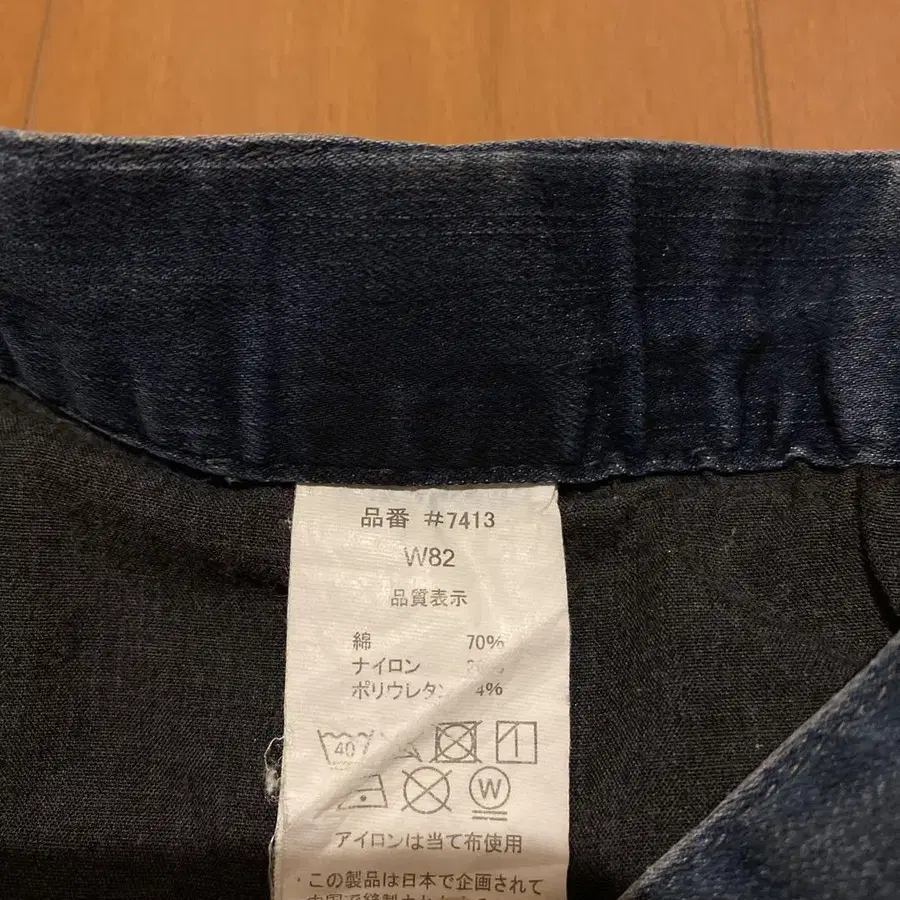 品番 #7413
W82
品質表示
綿 70%
ナイロン
ポリウレタ 4%
40
W
アイロンは当て布使用
・この製品は日本で企画されて